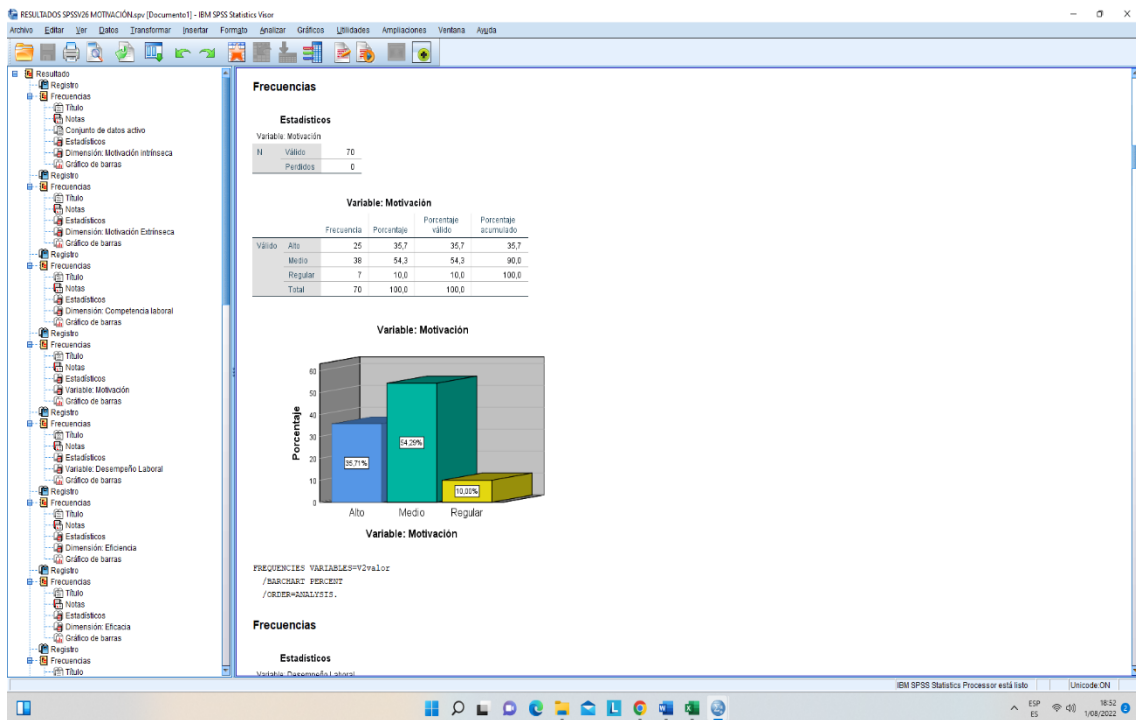 RESULTADOS SPSSV26 MOTIVACIÓN.spv [Documento1] - IBM SPSS Statistics Visor
Archivo Editar Ver Datos Transformar Insertar Formato Analizar Gráficos Utilidades Ampliaciones Ventana Ayuda
Resultado
Registro
Frecuencias
Título
Notas
Conjunto de datos activo
Estadísticos
Dimensión: Motivación intrínseca
Gráfico de barras
Registro
Frecuencias
Título
Notas
Estadísticos
Dimensión: Motivación Extrínseca
Gráfico de barras
Registro
Frecuencias
Título
Notas
Estadísticos
Dimensión: Competencia laboral
Gráfico de barras
Registro
Frecuencias
Título
Notas
Estadísticos
Variable: Motivación
Gráfico de barras
Registro
Frecuencias
Título
Notas
Estadísticos
Variable: Desempeño Laboral
Gráfico de barras
Registro
Frecuencias
Título
Notas
Estadísticos
Dimensión: Eficiencia
Gráfico de barras
Registro
Frecuencias
Título
Notas
Estadísticos
Dimensión: Eficacia
Gráfico de barras
Registro
Frecuencias
Título
Frecuencias
Estadísticos
Variable: Motivación
N Válido 70
Perdidos 0
Variable: Motivación
Frecuencia Porcentaje Porcentaje válido Porcentaje acumulado
Válido Alto 25 35,7 35,7 35,7
Medio 38 54,3 54,3 90,0
Regular 7 10,0 10,0 100,0
Total 70 100,0 100,0
Variable: Motivación
Porcentaje
60
50
40
30
20
10
0
35,71%
54,29%
10,00%
Alto Medio Regular
Variable: Motivación
FREQUENCIES VARIABLES=V2valor
/BARCHART PERCENT
/ORDER=ANALYSIS.
Frecuencias
Estadísticos
Variable: Desempeño Laboral
IBM SPSS Statistics Processor está listo Unicode:ON
ESP
ES
18:52
1/08/2022
2